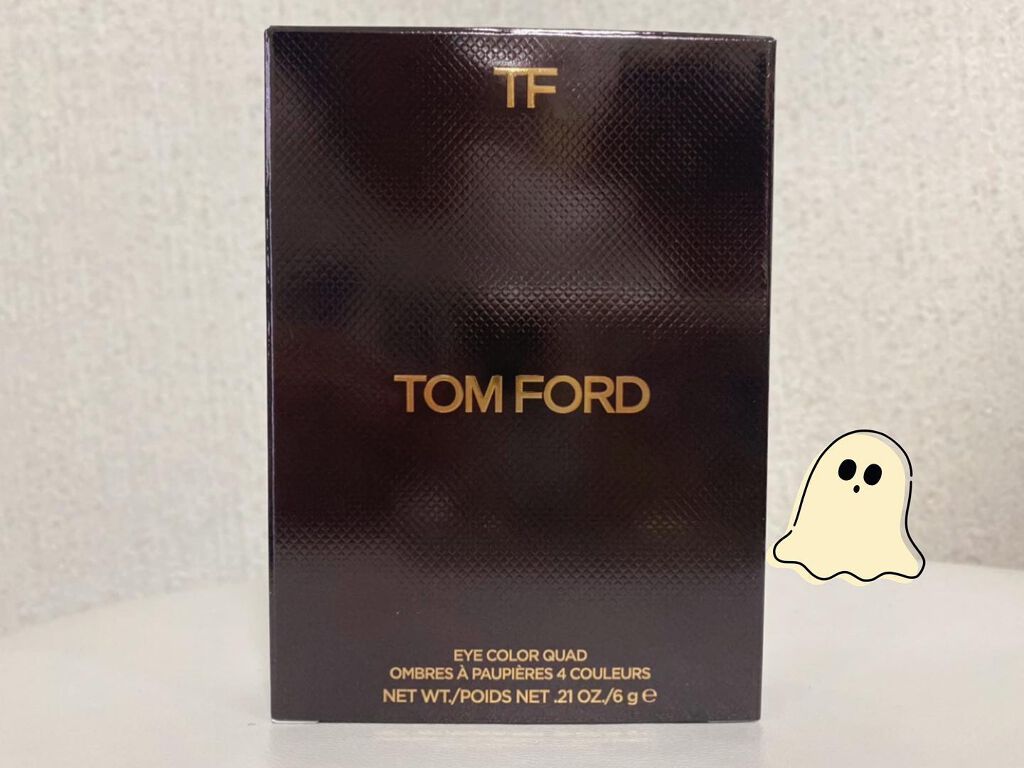 TF
TOM FORD
EYE COLOR QUAD
OMBRES À PAUPIÈRES 4 COULEURS
NET WT./POIDS NET .21 OZ./6 g ℮